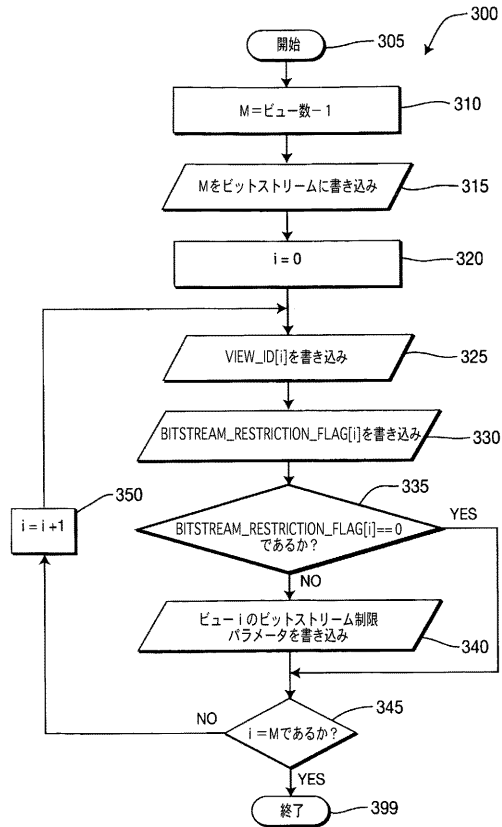 300
開始
305
M=ビュー数-1
310
Mをビットストリームに書き込み
315
i=0
320
VIEW_ID[i]を書き込み
325
BITSTREAM_RESTRICTION_FLAG[i]を書き込み
330
335
BITSTREAM_RESTRICTION_FLAG[i]==0
であるか?
YES
NO
350
i=i+1
ビューiのビットストリーム制限
パラメータを書き込み
340
345
i=Mであるか?
NO
YES
終了
399